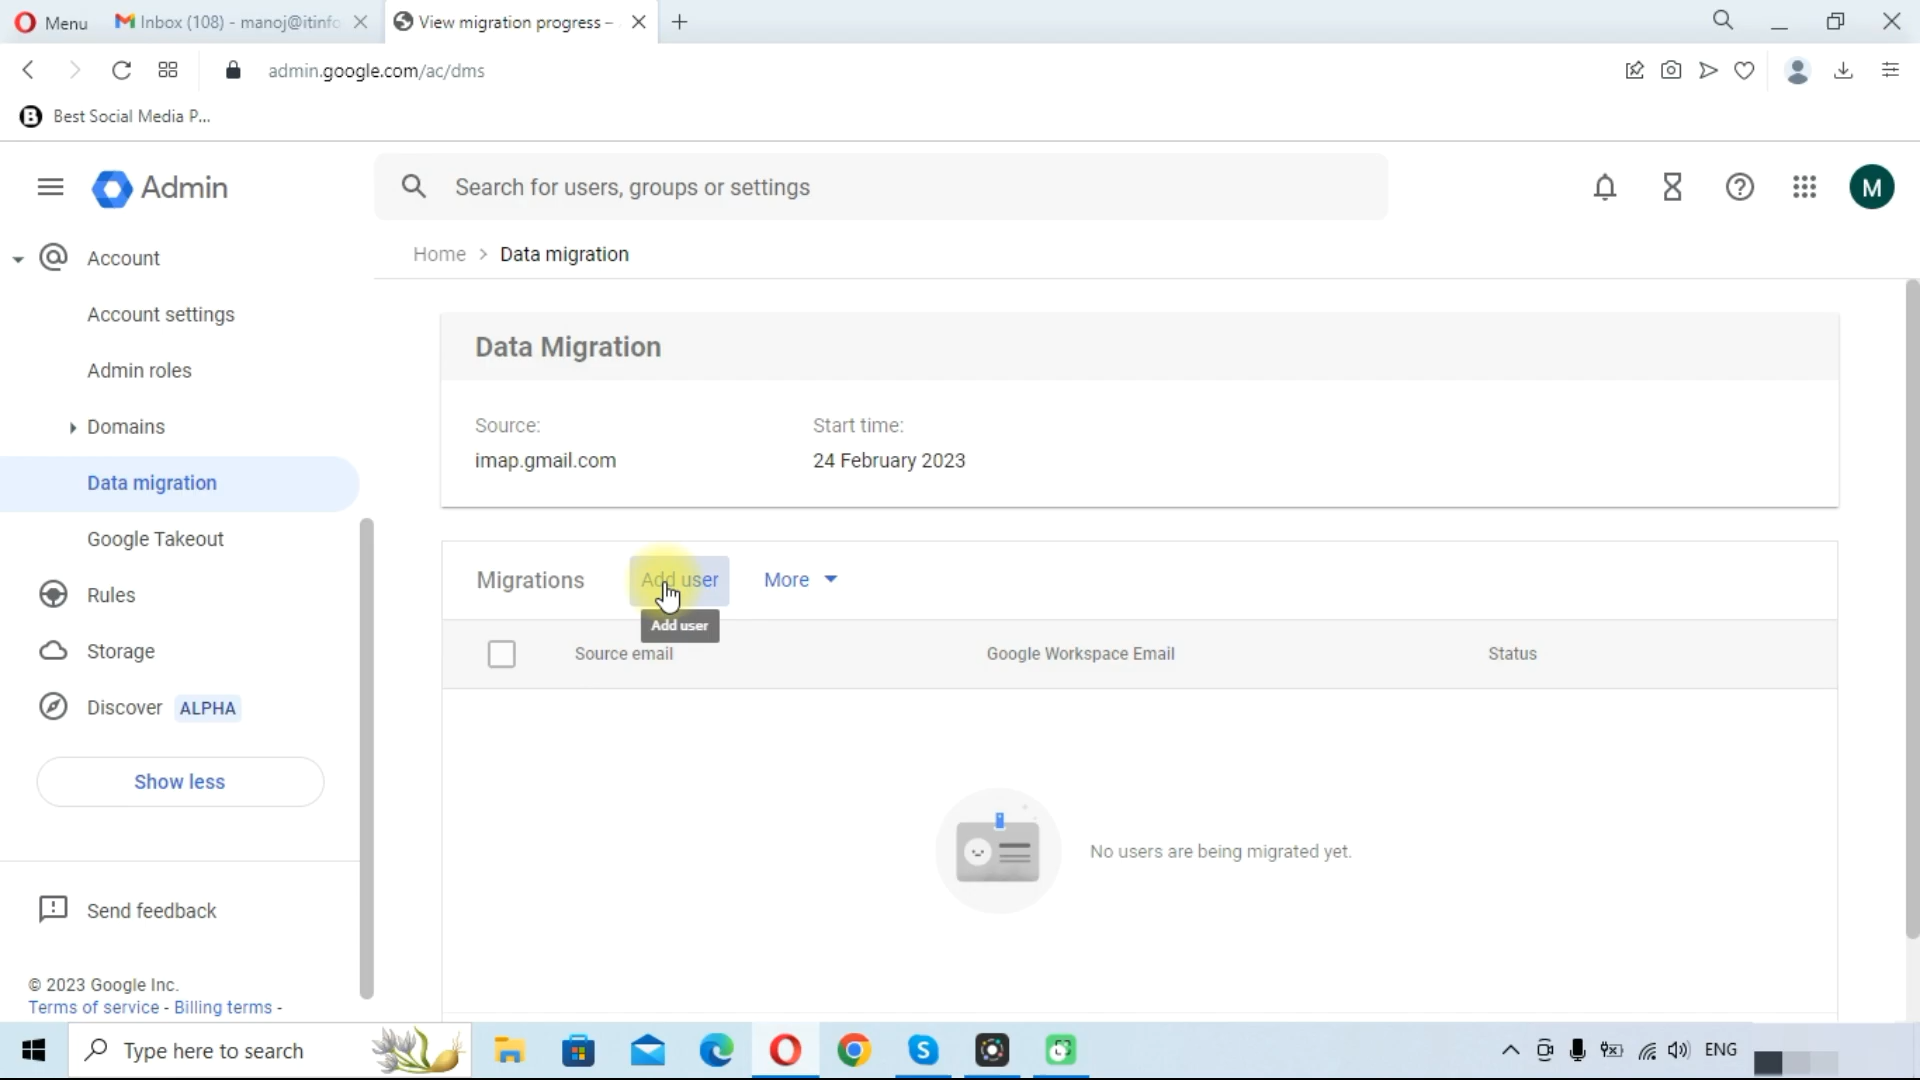 Menu
Inbox (108) - manoj@itinfo
View migration progress –
admin.google.com/ac/dms
B Best Social Media P...
Admin
Search for users, groups or settings
M
Account
Home > Data migration
Account settings
Admin roles
Domains
Data migration
Google Takeout
Rules
Storage
Discover ALPHA
Show less
Send feedback
© 2023 Google Inc.
Terms of service - Billing terms -
Data Migration
Source:
Start time:
imap.gmail.com
24 February 2023
Migrations
Add user
More
Add user
Source email
Google Workspace Email
Status
No users are being migrated yet.
Type here to search
S
ENG